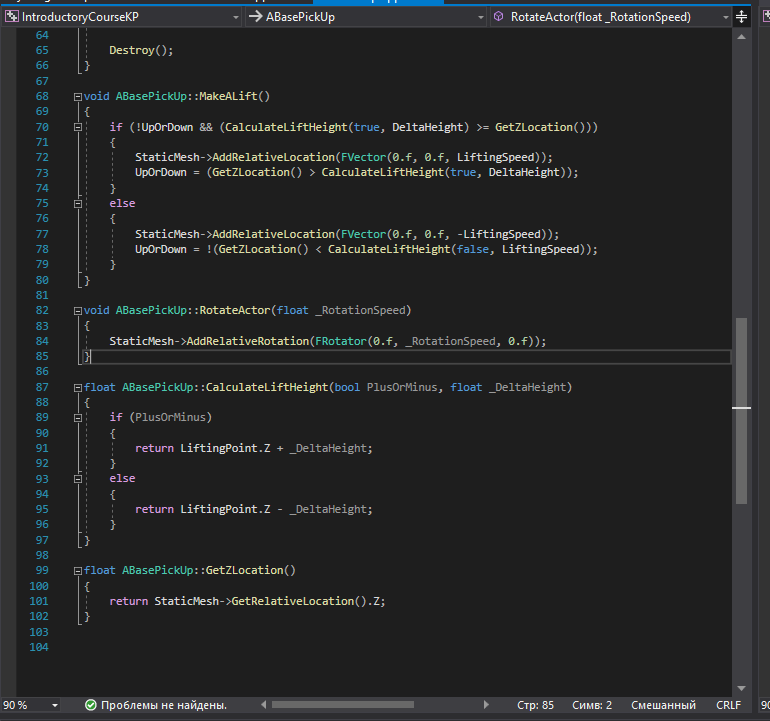 IntroductoryCourseKP ABasePickUp RotateActor(float _RotationSpeed)
64
65 Destroy();
66 }
67
68 void ABasePickUp::MakeALift()
69 {
70 if (!UpOrDown && (CalculateLiftHeight(true, DeltaHeight) >= GetZLocation()))
71 {
72 StaticMesh->AddRelativeLocation(FVector(0.f, 0.f, LiftingSpeed));
73 UpOrDown = (GetZLocation() > CalculateLiftHeight(true, DeltaHeight));
74 }
75 else
76 {
77 StaticMesh->AddRelativeLocation(FVector(0.f, 0.f, -LiftingSpeed));
78 UpOrDown = !(GetZLocation() < CalculateLiftHeight(false, LiftingSpeed));
79 }
80 }
81
82 void ABasePickUp::RotateActor(float _RotationSpeed)
83 {
84 StaticMesh->AddRelativeRotation(FRotator(0.f, _RotationSpeed, 0.f));
85 }
86
87 float ABasePickUp::CalculateLiftHeight(bool PlusOrMinus, float _DeltaHeight)
88 {
89 if (PlusOrMinus)
90 {
91 return LiftingPoint.Z + _DeltaHeight;
92 }
93 else
94 {
95 return LiftingPoint.Z - _DeltaHeight;
96 }
97 }
98
99 float ABasePickUp::GetZLocation()
100 {
101 return StaticMesh->GetRelativeLocation().Z;
102 }
103
104
90 % Проблемы не найдены. Стр: 85 Симв: 2 Смешанный CRLF